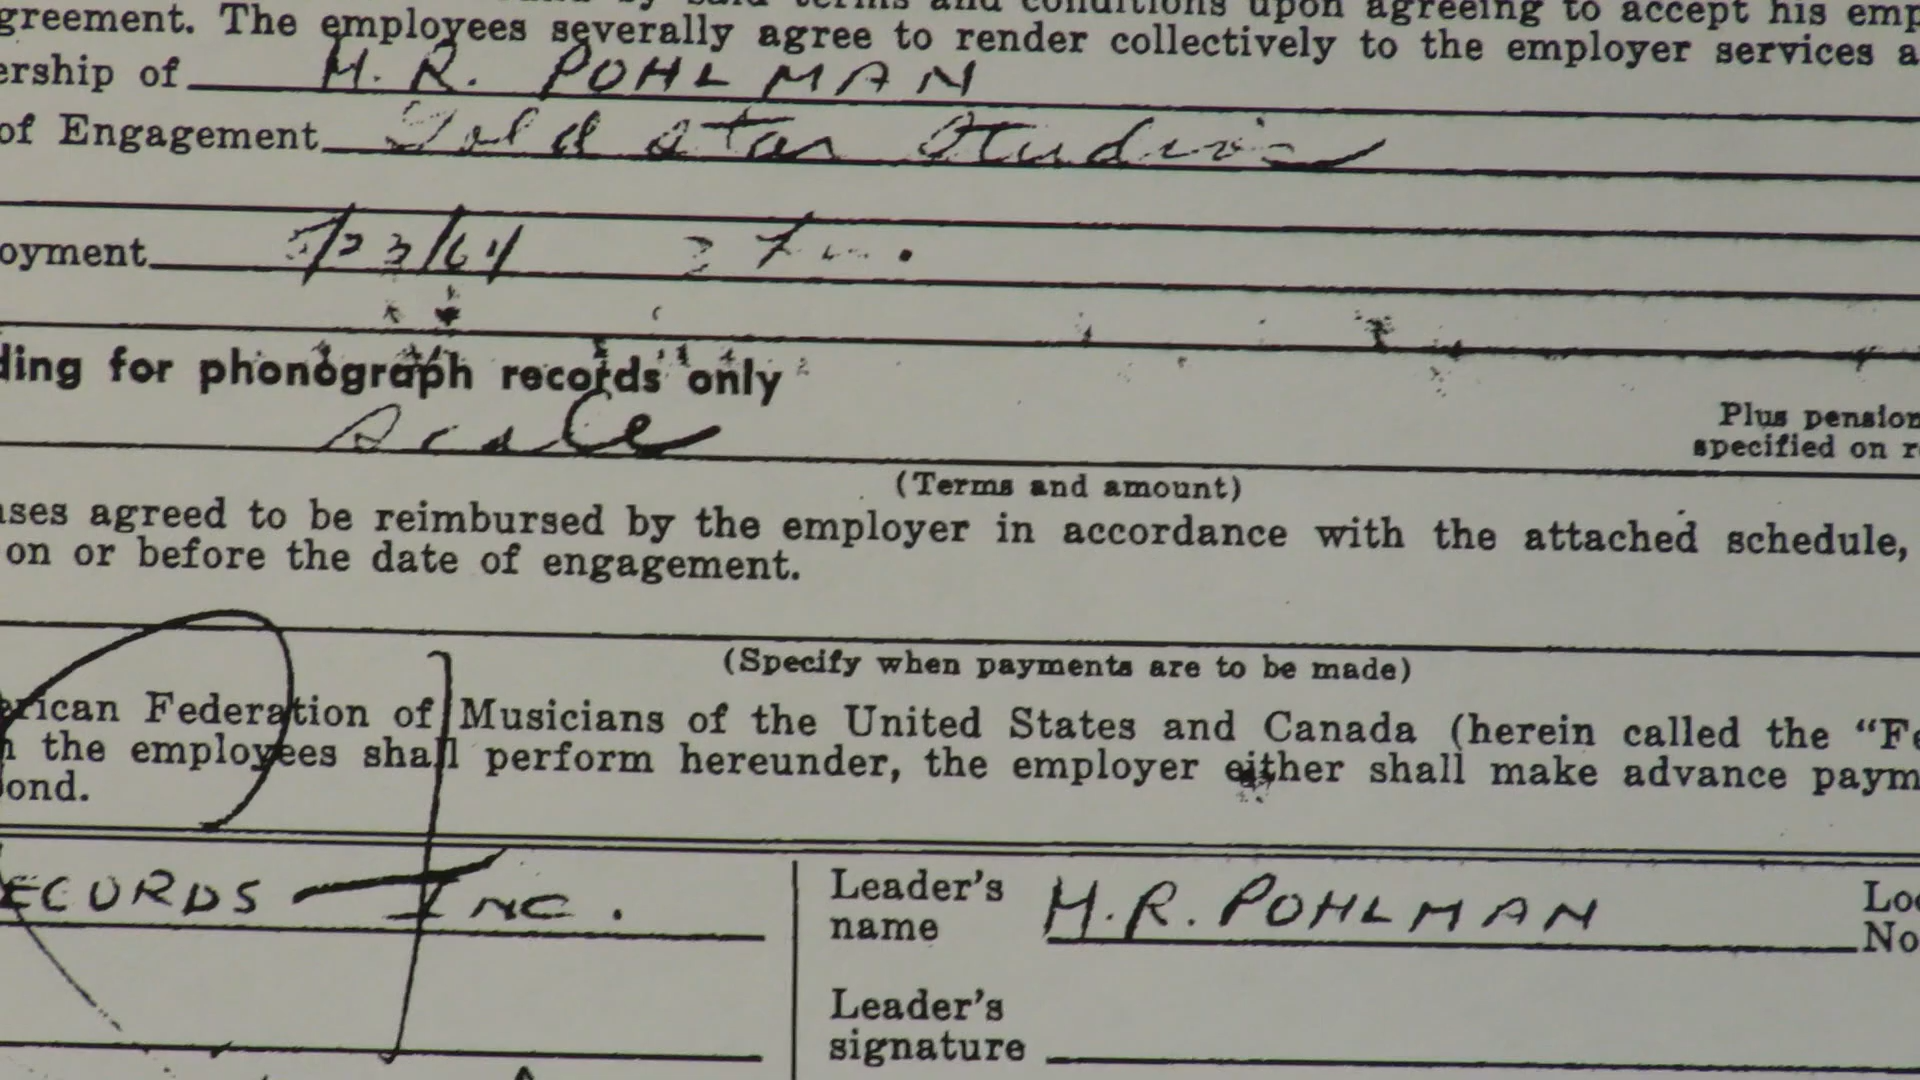 greement. The employees severally agree to render collectively to the employer services a
ership of H. R. POHLMAN
of Engagement Gold Star Studios
oyment /23/64
ding for phonograph records only
Scale
Plus pension
specified on r
(Terms and amount)
ses agreed to be reimbursed by the employer in accordance with the attached schedule,
on or before the date of engagement.
(Specify when payments are to be made)
erican Federation of Musicians of the United States and Canada (herein called the "Fe
the employees shall perform hereunder, the employer either shall make advance paym
ond.
ECORDS - INC.
Leader's name H.R. POHLMAN
Loc
No
Leader's signature